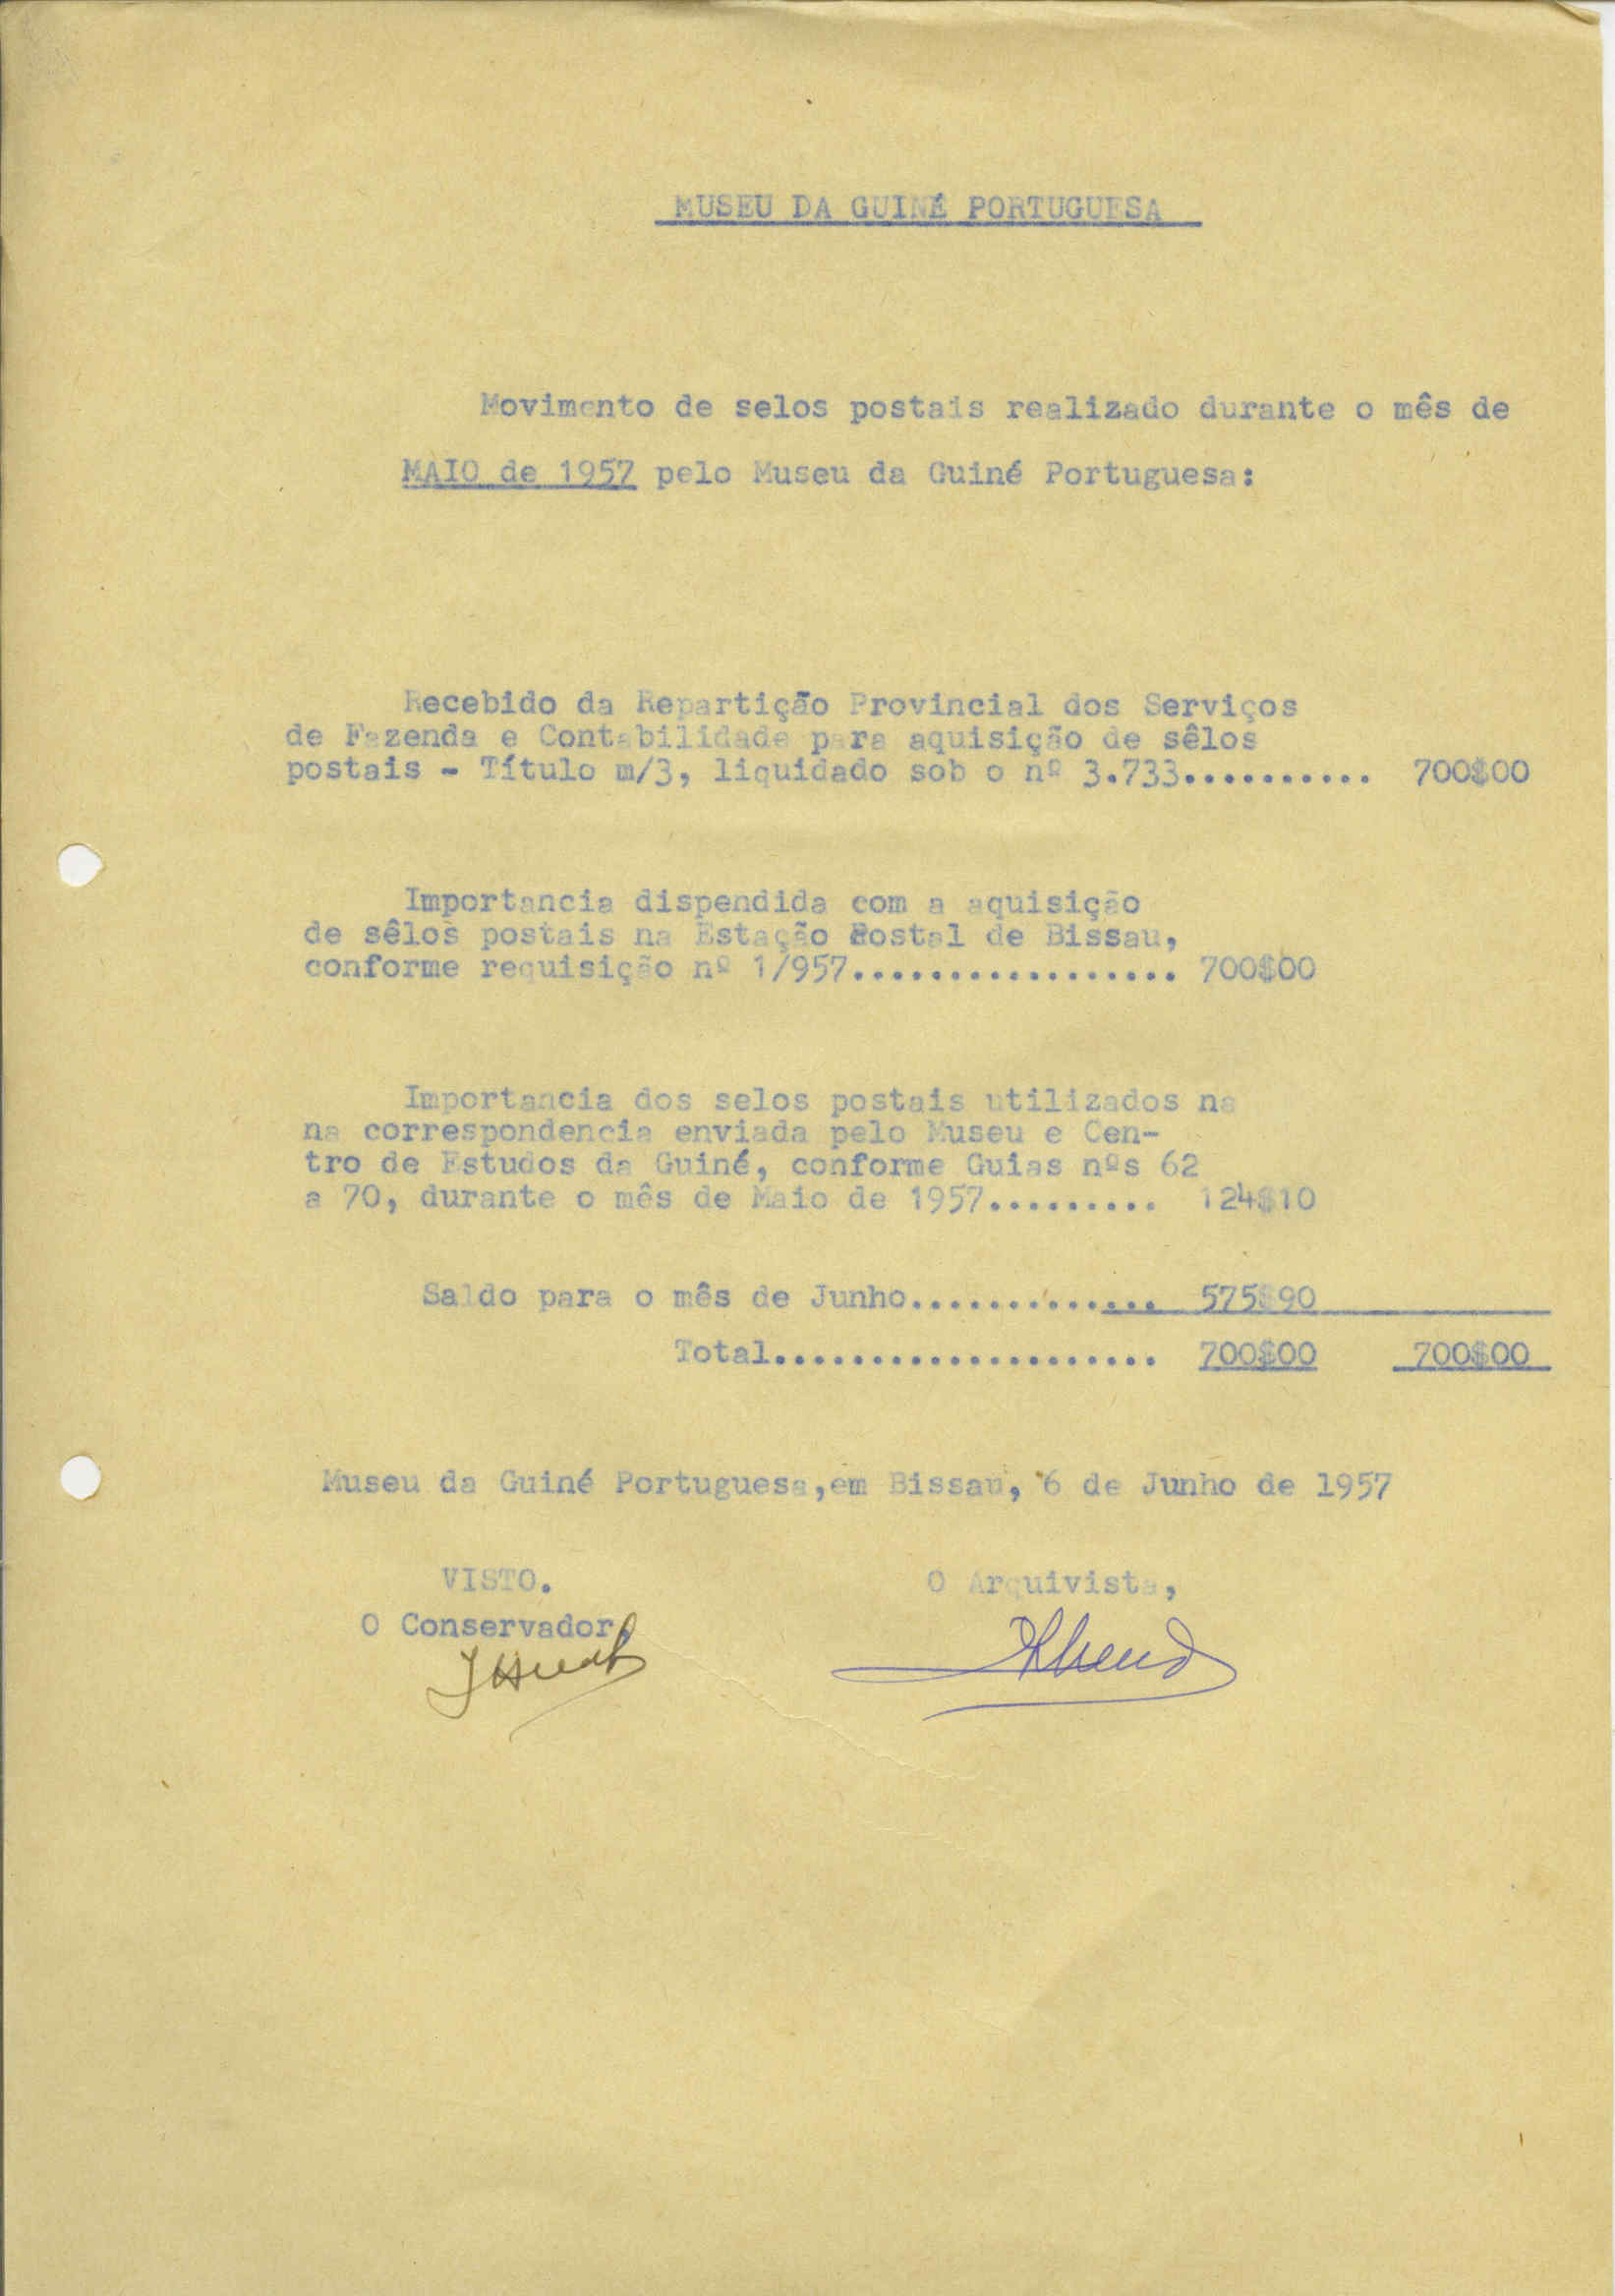 MUSEU DA GUINÉ PORTUGUESA
Movimento de selos postais realizado durante o mês de
MAIO de 1957 pelo Museu da Guiné Portuguesa:
Recebido da Repartição Provincial dos Serviços
de Fazenda e Contabilidade para aquisição de sêlos
postais - Título m/3, liquidado sob o nº 3.733.......... 700$00
Importancia dispendida com a aquisição
de sêlos postais na Estação Postal de Bissau,
conforme requisição nº 1/957................. 700$00
Importancia dos selos postais utilizados na
na correspondencia enviada pelo Museu e Cen-
tro de Estudos da Guiné, conforme Guias nºs 62
a 70, durante o mês de Maio de 1957......... 124$10
Saldo para o mês de Junho............. 575$90
Total.................... 700$00 700$00
Museu da Guiné Portuguesa,em Bissau, 6 de Junho de 1957
VISTO.
O Arquivista,
O Conservador,